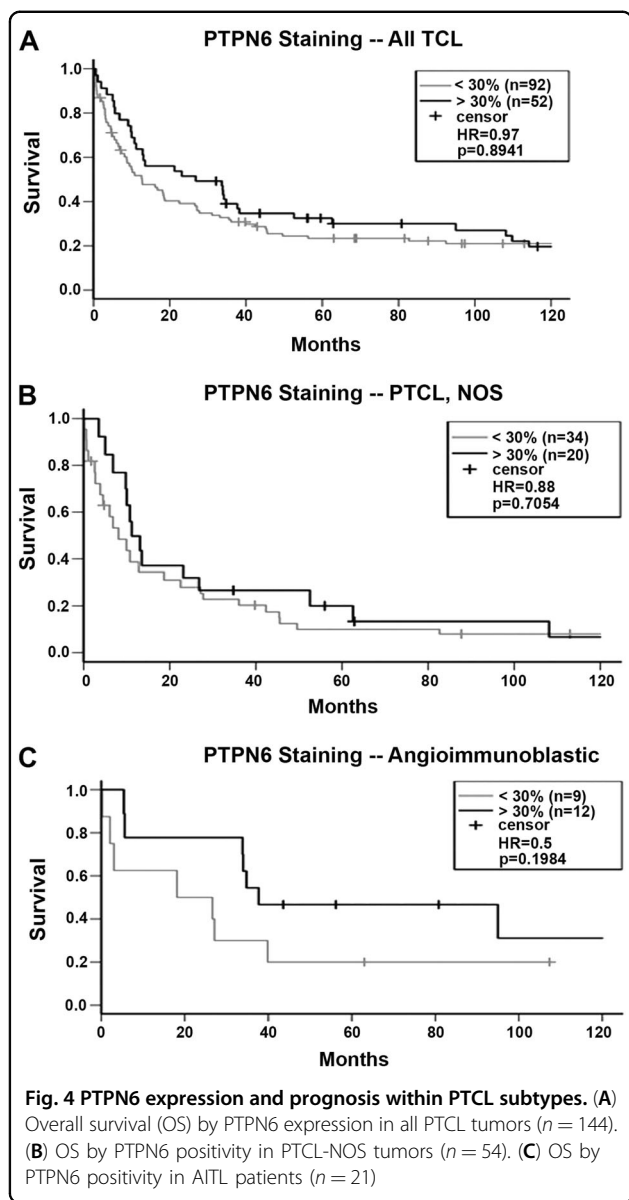 A PTPN6 Staining -- All TCL
< 30% (n=92)
> 30% (n=52)
censor
HR=0.97
p=0.8941
Survival
1.0
0.8
0.6
0.4
0.2
0.0
0 20 40 60 80 100 120
Months
B PTPN6 Staining -- PTCL, NOS
< 30% (n=34)
> 30% (n=20)
censor
HR=0.88
p=0.7054
Survival
1.0
0.8
0.6
0.4
0.2
0.0
0 20 40 60 80 100 120
Months
C PTPN6 Staining -- Angioimmunoblastic
< 30% (n=9)
> 30% (n=12)
censor
HR=0.5
p=0.1984
Survival
1.0
0.8
0.6
0.4
0.2
0.0
0 20 40 60 80 100 120
Months
Fig. 4 PTPN6 expression and prognosis within PTCL subtypes. (A)
Overall survival (OS) by PTPN6 expression in all PTCL tumors (n = 144).
(B) OS by PTPN6 positivity in PTCL-NOS tumors (n = 54). (C) OS by
PTPN6 positivity in AITL patients (n = 21)